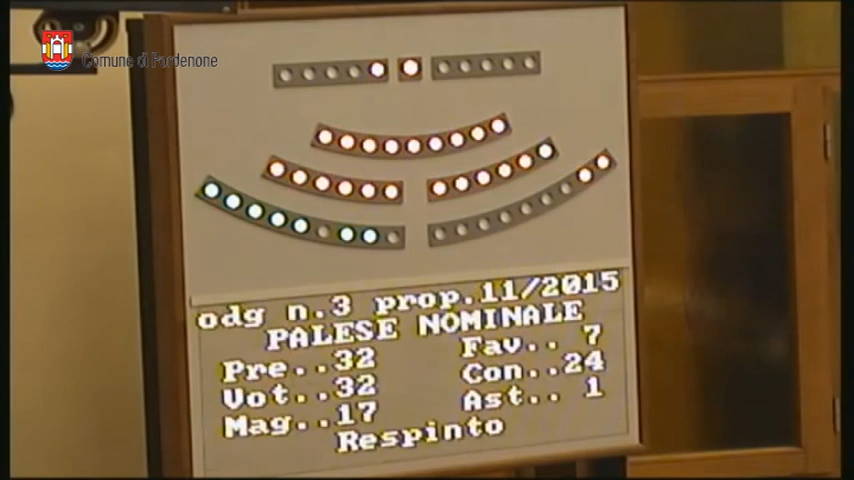 Comune di Pordenone
odg n.3 prop.11/2015
PALESE NOMINALE
Pre..32 Fav.. 7
Vot..32 Con..24
Mag..17 Ast.. 1
Respinto